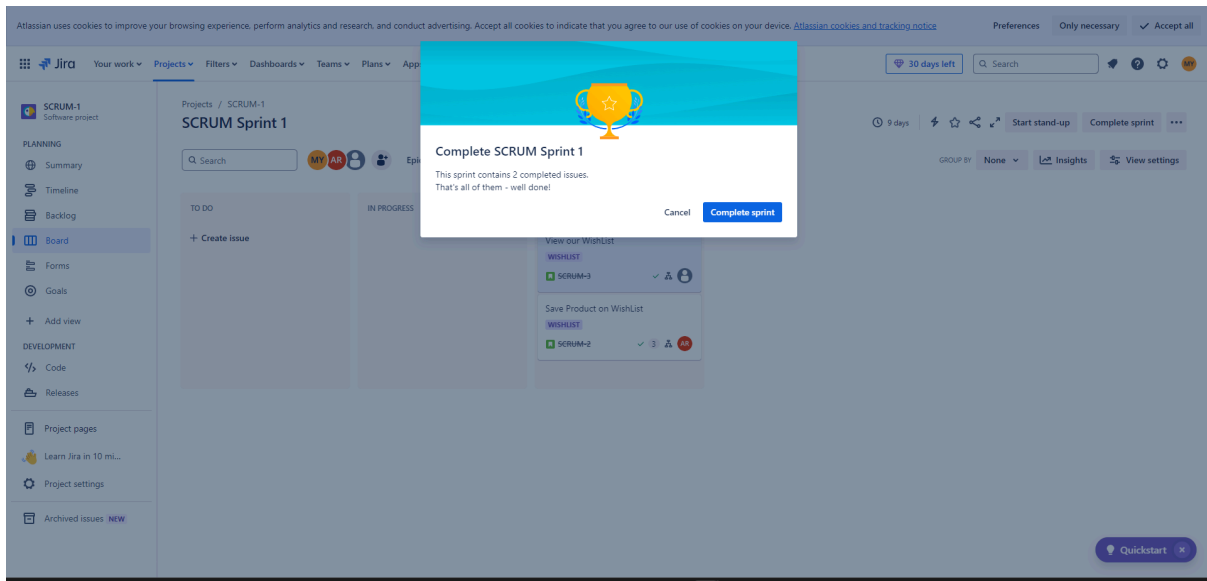 Atlassian uses cookies to improve your browsing experience, perform analytics and research, and conduct advertising. Accept all cookies to indicate that you agree to our use of cookies on your device. Atlassian cookies and tracking notice Preferences Only necessary Accept all
Jira Your work Projects Filters Dashboards Teams Plans App 30 days left Search MY
SCRUM-1
Software project
PLANNING
Summary
Timeline
Backlog
Board
Forms
Goals
Add view
DEVELOPMENT
Code
Releases
Project pages
Learn Jira in 10 mi...
Project settings
Archived issues NEW
Projects / SCRUM-1
SCRUM Sprint 1
9 days Start stand-up Complete sprint
Search MY AR Epi
GROUP BY None Insights View settings
Complete SCRUM Sprint 1
This sprint contains 2 completed issues.
That's all of them - well done!
Cancel Complete sprint
TO DO
+ Create issue
IN PROGRESS
View our WishList
WISHLIST
SCRUM-3
Save Product on WishList
WISHLIST
SCRUM-2 3 AR
Quickstart